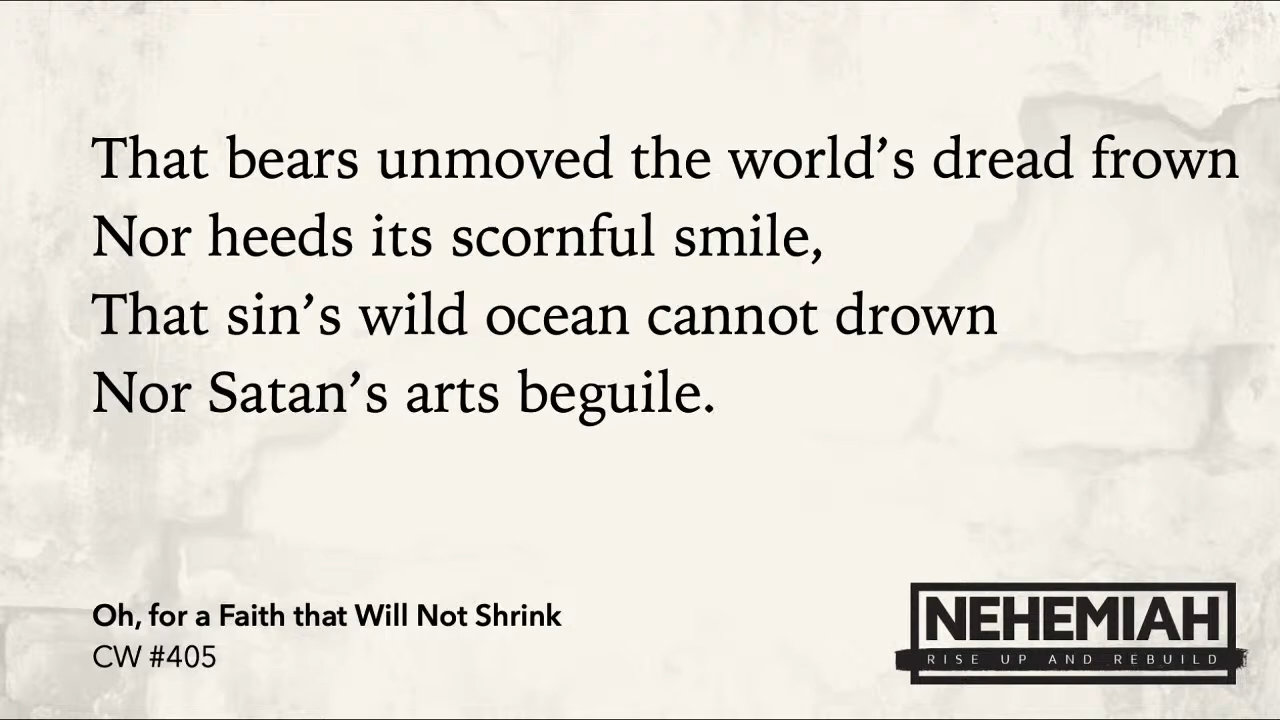 That bears unmoved the world’s dread frown
Nor heeds its scornful smile,
That sin’s wild ocean cannot drown
Nor Satan’s arts beguile.
Oh, for a Faith that Will Not Shrink
CW #405
NEHEMIAH
RISE UP AND REBUILD